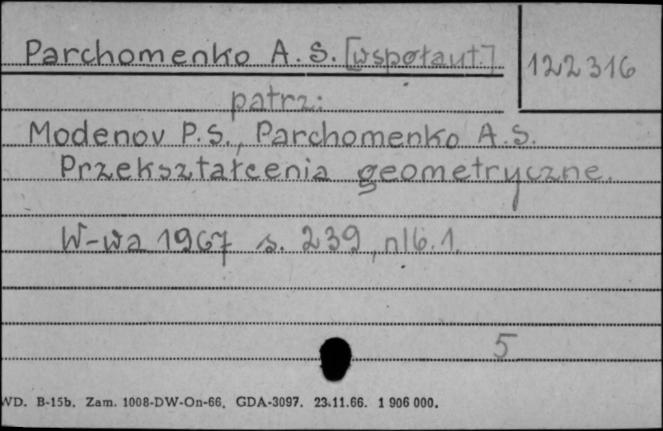 Parchomenko A.S. [współaut.] 122316
patrz:
Modenov P.S., Parchomenko A.S.
Przekształcenia geometryczne.
W-wa 1967 s. 239, nlb. 1.
5
WD. B-15b. Zam. 1008-DW-On-66. GDA-3097. 23.11.66. 1 906 000.